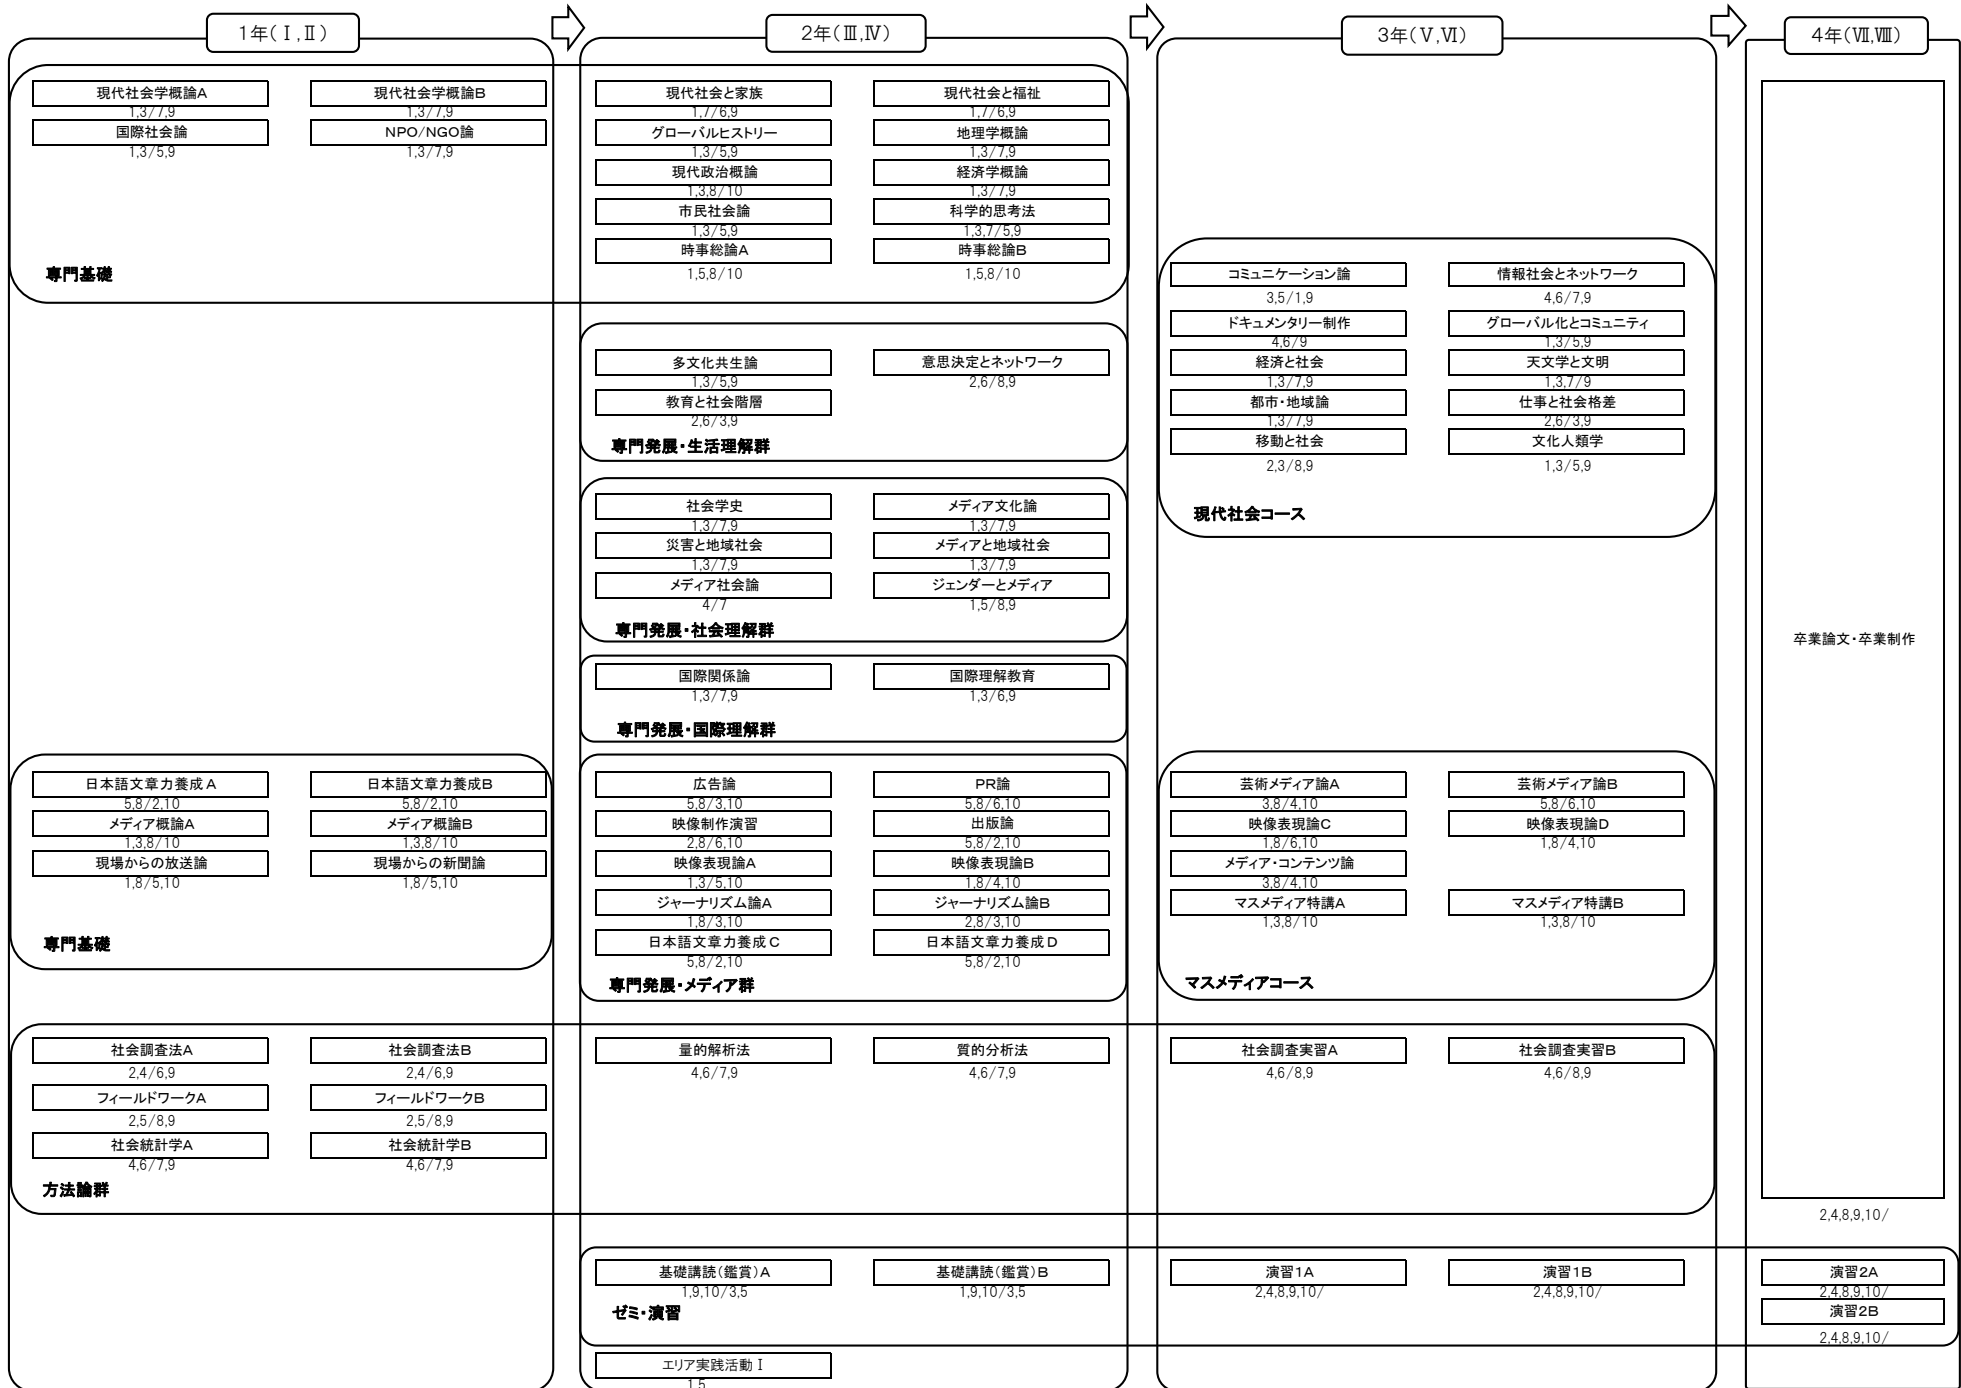 1年(Ⅰ,Ⅱ)
2年(Ⅲ,Ⅳ)
3年(Ⅴ,Ⅵ)
4年(Ⅶ,Ⅷ)
現代社会学概論A
1,3/7,9
現代社会学概論B
1,3/7,9
国際社会論
1,3/5,9
NPO/NGO論
1,3/7,9
専門基礎
現代社会と家族
1,7/6,9
現代社会と福祉
1,7/6,9
グローバルヒストリー
1,3/5,9
地理学概論
1,3/7,9
現代政治概論
1,3,8/10
経済学概論
1,3/7,9
市民社会論
1,3/5,9
科学的思考法
1,3,7/5,9
時事総論A
1,5,8/10
時事総論B
1,5,8/10
多文化共生論
1,3/5,9
意思決定とネットワーク
2,6/8,9
教育と社会階層
2,6/3,9
専門発展・生活理解群
社会学史
1,3/7,9
メディア文化論
1,3/7,9
災害と地域社会
1,3/7,9
メディアと地域社会
1,3/7,9
メディア社会論
4/7
ジェンダーとメディア
1,5/8,9
専門発展・社会理解群
国際関係論
1,3/7,9
国際理解教育
1,3/6,9
専門発展・国際理解群
コミュニケーション論
3,5/1,9
情報社会とネットワーク
4,6/7,9
ドキュメンタリー制作
4,6/9
グローバル化とコミュニティ
1,3/5,9
経済と社会
1,3/7,9
天文学と文明
1,3,7/9
都市・地域論
1,3/7,9
仕事と社会格差
2,6/3,9
移動と社会
2,3/8,9
文化人類学
1,3/5,9
現代社会コース
卒業論文・卒業制作
2,4,8,9,10/
日本語文章力養成A
5,8/2,10
日本語文章力養成B
5,8/2,10
メディア概論A
1,3,8/10
メディア概論B
1,3,8/10
現場からの放送論
1,8/5,10
現場からの新聞論
1,8/5,10
専門基礎
広告論
5,8/3,10
PR論
5,8/6,10
映像制作演習
2,8/6,10
出版論
5,8/2,10
映像表現論A
1,3/5,10
映像表現論B
1,8/4,10
ジャーナリズム論A
1,8/3,10
ジャーナリズム論B
2,8/3,10
日本語文章力養成C
5,8/2,10
日本語文章力養成D
5,8/2,10
専門発展・メディア群
芸術メディア論A
3,8/4,10
芸術メディア論B
5,8/6,10
映像表現論C
1,8/6,10
映像表現論D
1,8/4,10
メディア・コンテンツ論
3,8/4,10
マスメディア特講A
1,3,8/10
マスメディア特講B
1,3,8/10
マスメディアコース
社会調査法A
2,4/6,9
社会調査法B
2,4/6,9
フィールドワークA
2,5/8,9
フィールドワークB
2,5/8,9
社会統計学A
4,6/7,9
社会統計学B
4,6/7,9
方法論群
量的解析法
4,6/7,9
質的分析法
4,6/7,9
社会調査実習A
4,6/8,9
社会調査実習B
4,6/8,9
基礎講読(鑑賞)A
1,9,10/3,5
基礎講読(鑑賞)B
1,9,10/3,5
ゼミ・演習
演習1A
2,4,8,9,10/
演習1B
2,4,8,9,10/
演習2A
2,4,8,9,10/
演習2B
2,4,8,9,10/
エリア実践活動Ⅰ
1,5